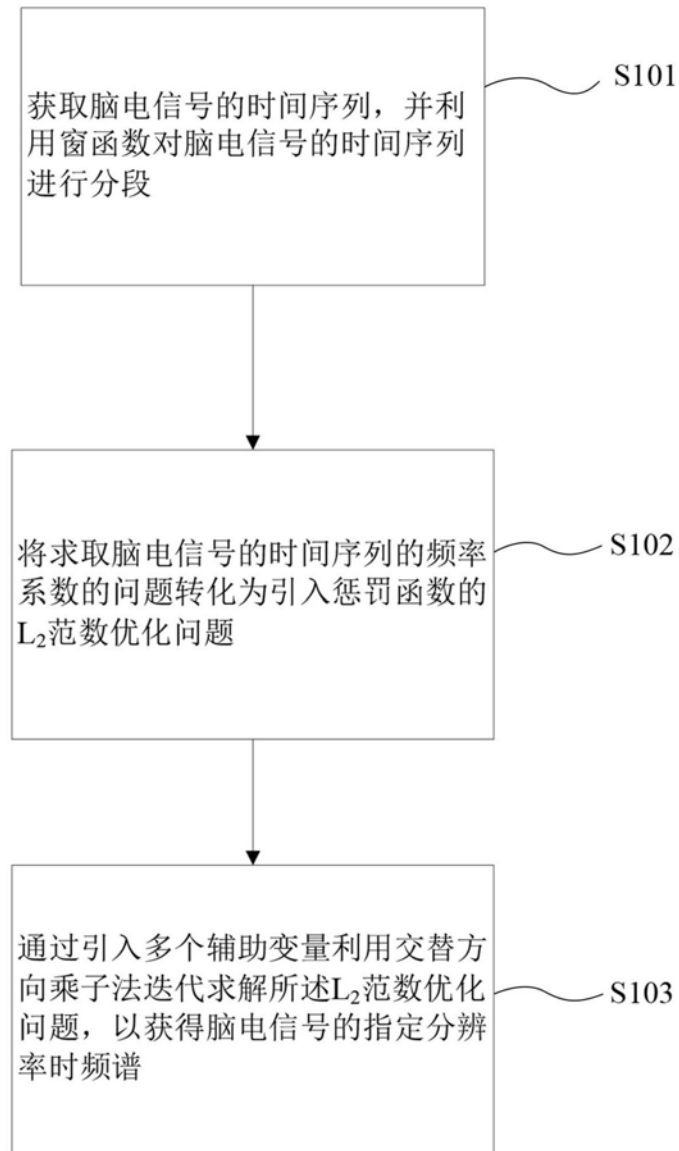 获取脑电信号的时间序列，并利
用窗函数对脑电信号的时间序列
进行分段
S101
将求取脑电信号的时间序列的频率
系数的问题转化为引入惩罚函数的
L₂范数优化问题
S102
通过引入多个辅助变量利用交替方
向乘子法迭代求解所述L₂范数优化
问题，以获得脑电信号的指定分辨
率时频谱
S103